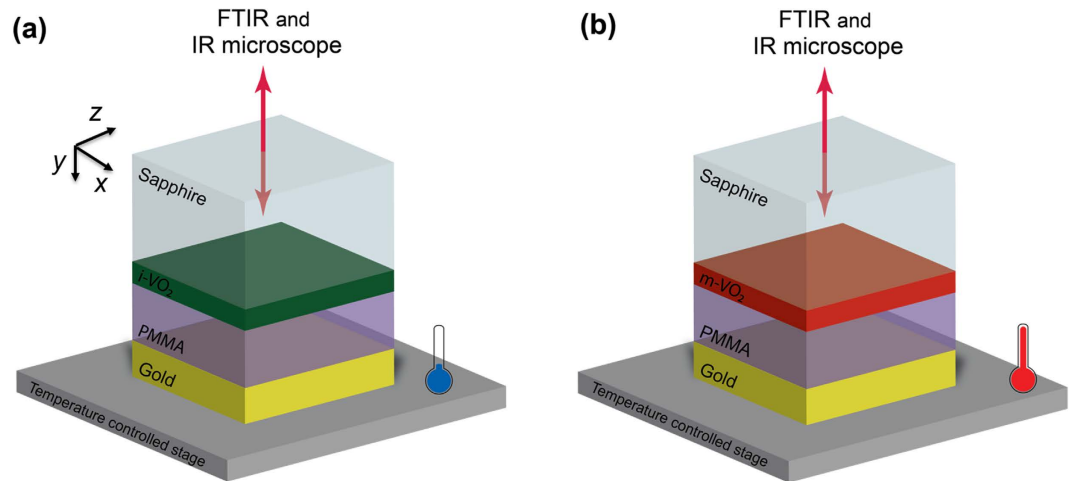 (a)
FTIR and
IR microscope
z
y
x
Sapphire
i-VO₂
PMMA
Gold
Temperature controlled stage
(b)
FTIR and
IR microscope
Sapphire
m-VO₂
PMMA
Gold
Temperature controlled stage